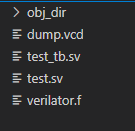 obj_dir
dump.vcd
test_tb.sv
test.sv
verilator.f